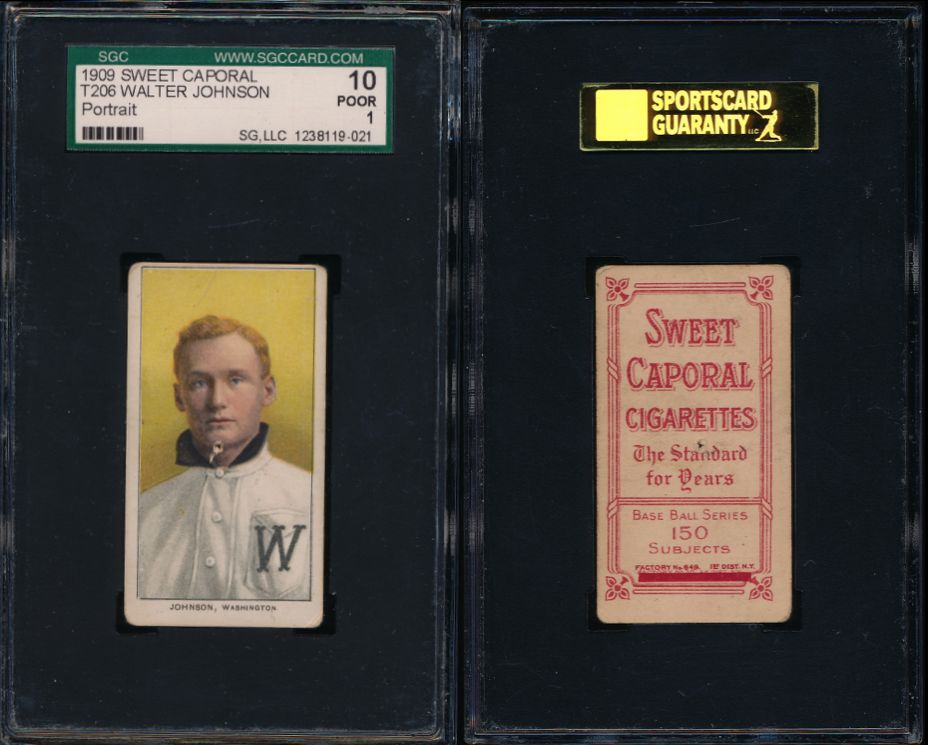 SGC WWW.SGCCARD.COM
1909 SWEET CAPORAL 10
T206 WALTER JOHNSON POOR
Portrait 1
SG, LLC 1238119-021
W
JOHNSON, WASHINGTON
SPORTSCARD
GUARANTY LLC
SWEET
CAPORAL
CIGARETTES
The Standard
for Years
BASE BALL SERIES
150
SUBJECTS
FACTORY No. 649. 1st DIST. N.Y.